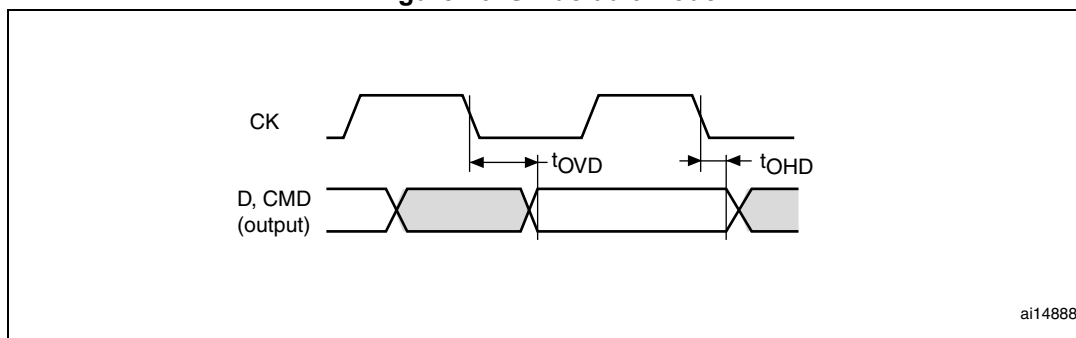 CK
tOVD
tOHD
D, CMD
(output)
ai14888